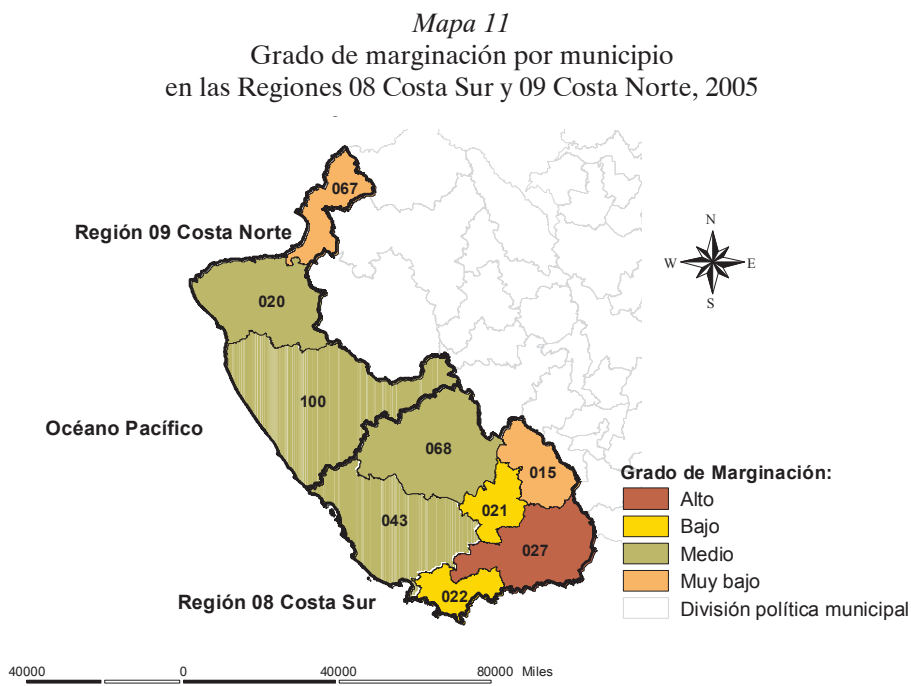 Mapa 11
Grado de marginación por municipio
en las Regiones 08 Costa Sur y 09 Costa Norte, 2005
067
Región 09 Costa Norte
N
W E
S
020
100
Océano Pacífico
068
015
021
043
027
022
Región 08 Costa Sur
Grado de Marginación:
Alto
Bajo
Medio
Muy bajo
División política municipal
40000 0 40000 80000 Miles